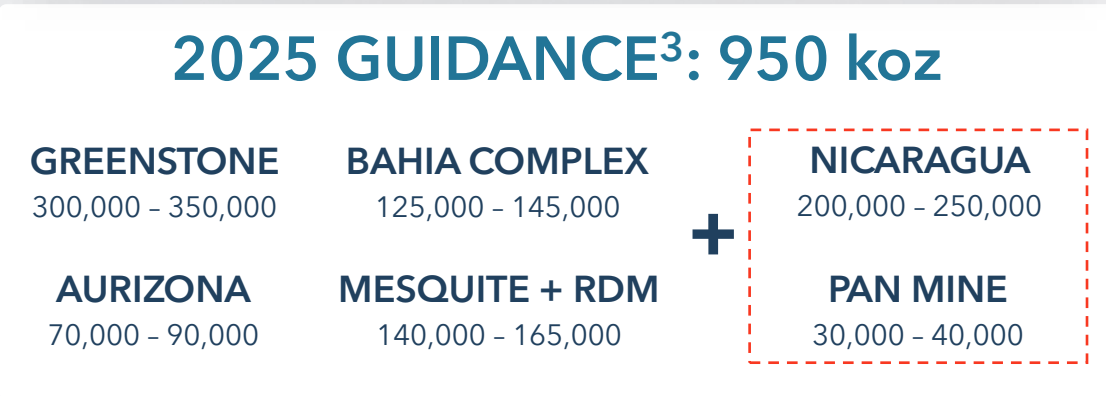 2025 GUIDANCE³: 950 koz
GREENSTONE
300,000 – 350,000
BAHIA COMPLEX
125,000 – 145,000
AURIZONA
70,000 – 90,000
MESQUITE + RDM
140,000 – 165,000
+
NICARAGUA
200,000 – 250,000
PAN MINE
30,000 – 40,000